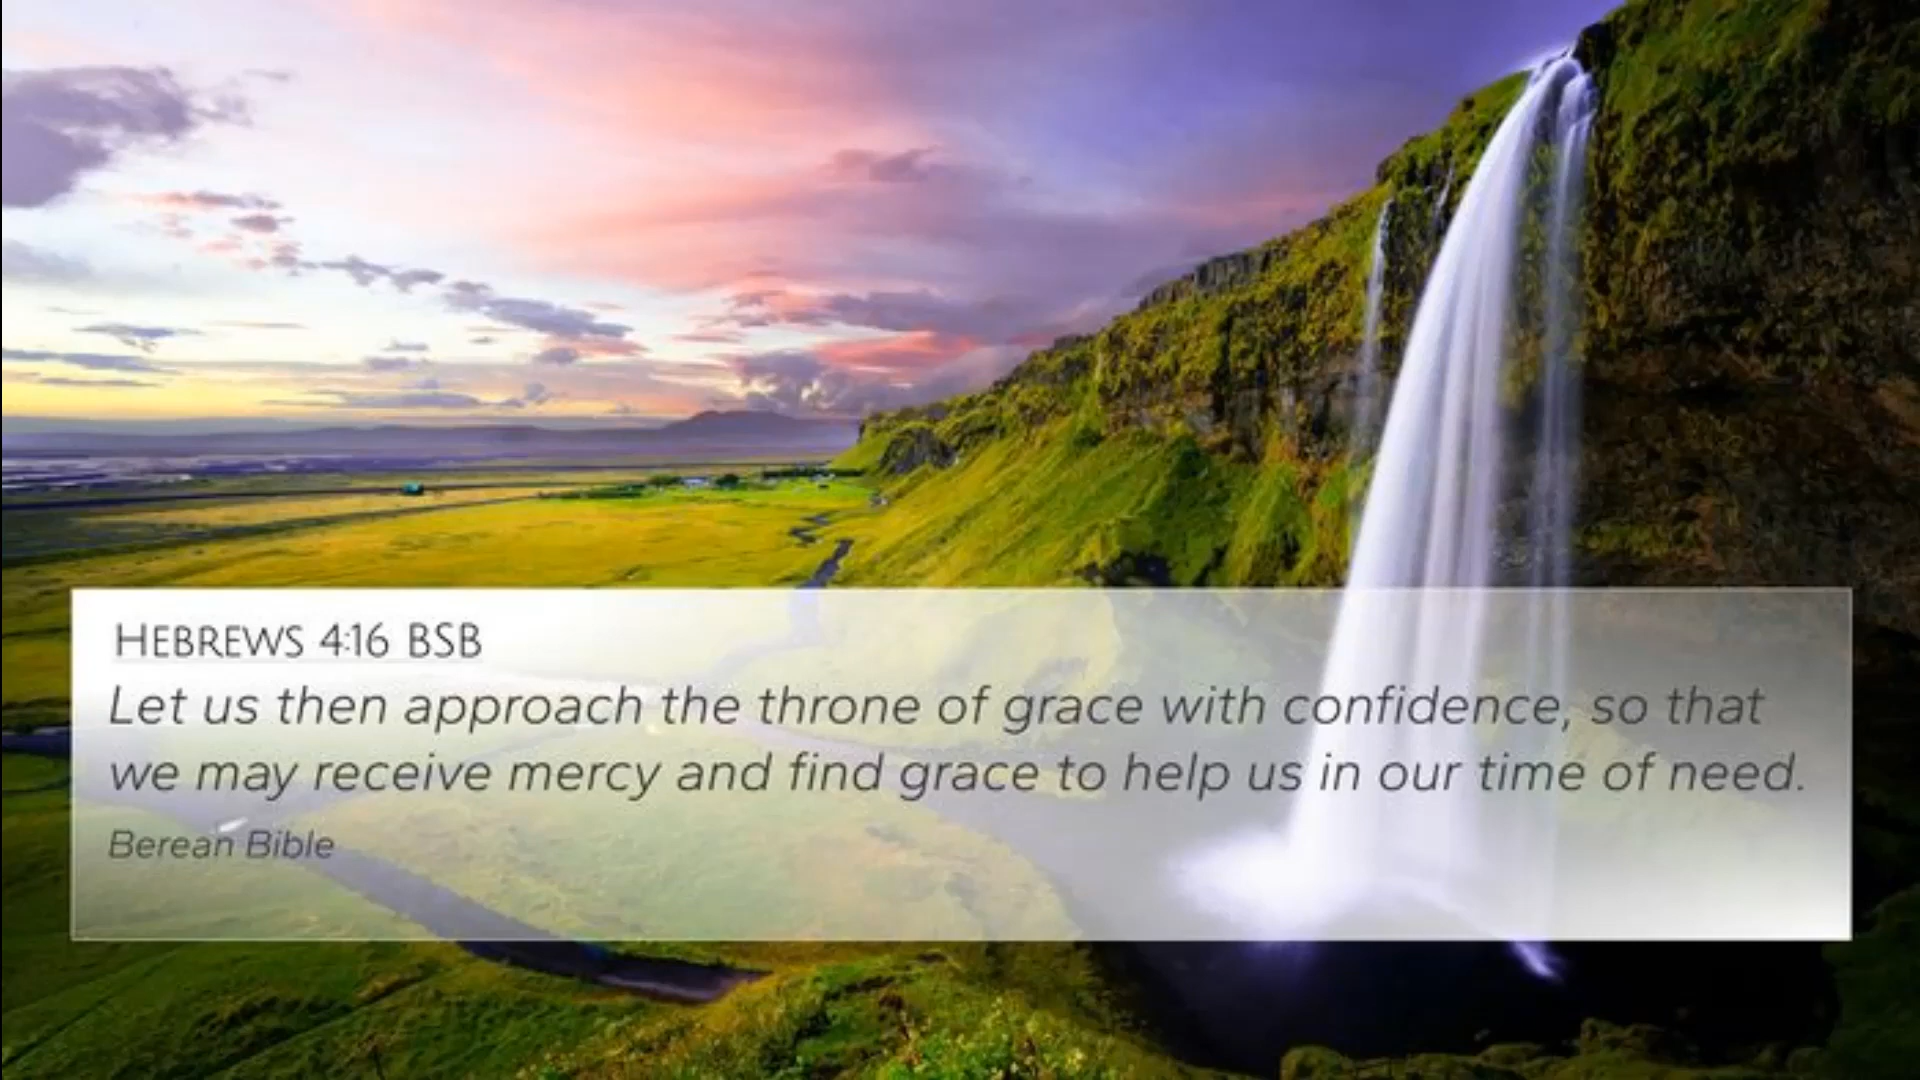 Hebrews 4:16 BSB
Let us then approach the throne of grace with confidence, so that
we may receive mercy and find grace to help us in our time of need.
Berean Bible